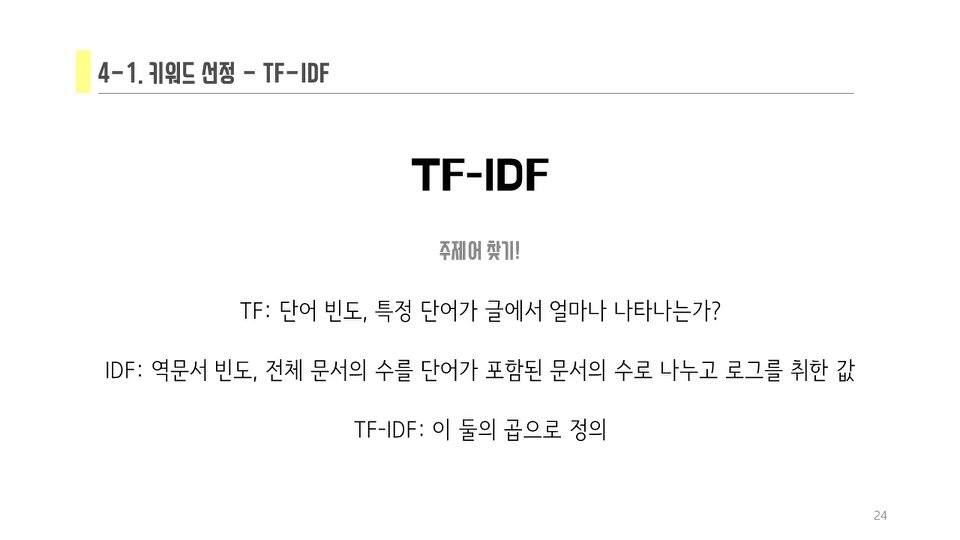 4-1. 키워드 선정 - TF-IDF
TF-IDF
주제어 찾기!
TF: 단어 빈도, 특정 단어가 글에서 얼마나 나타나는가?
IDF: 역문서 빈도, 전체 문서의 수를 단어가 포함된 문서의 수로 나누고 로그를 취한 값
TF-IDF: 이 둘의 곱으로 정의
24